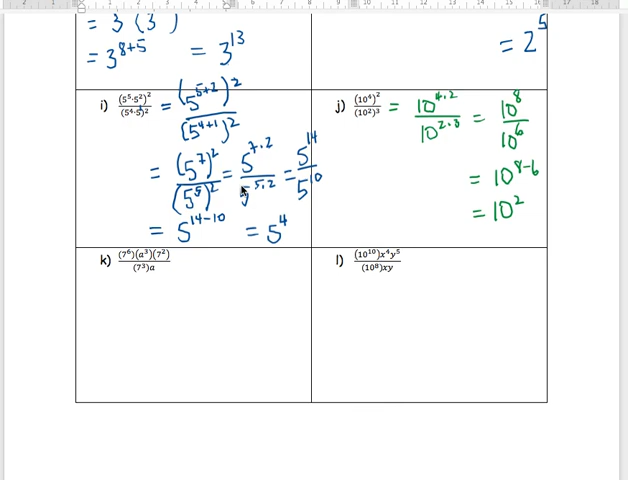 = 3 (3 )
= 3^{8+5} = 3^{13}
= 2^5
i) (5^5·5^2)^2/(5^4·5)^2 = (5^{5+2})^2/(5^{4+1})^2
= (5^7)^2/(5^5)^2 = 5^{7·2}/5^{5·2} = 5^{14}/5^{10}
= 5^{14-10} = 5^4
j) (10^4)^2/(10^2)^3 = 10^{4·2}/10^{2·3} = 10^8/10^6
= 10^{8-6}
= 10^2
k) (7^6)(a^3)(7^2)/(7^3)a
l) (10^{10})x^4y^5/(10^8)xy